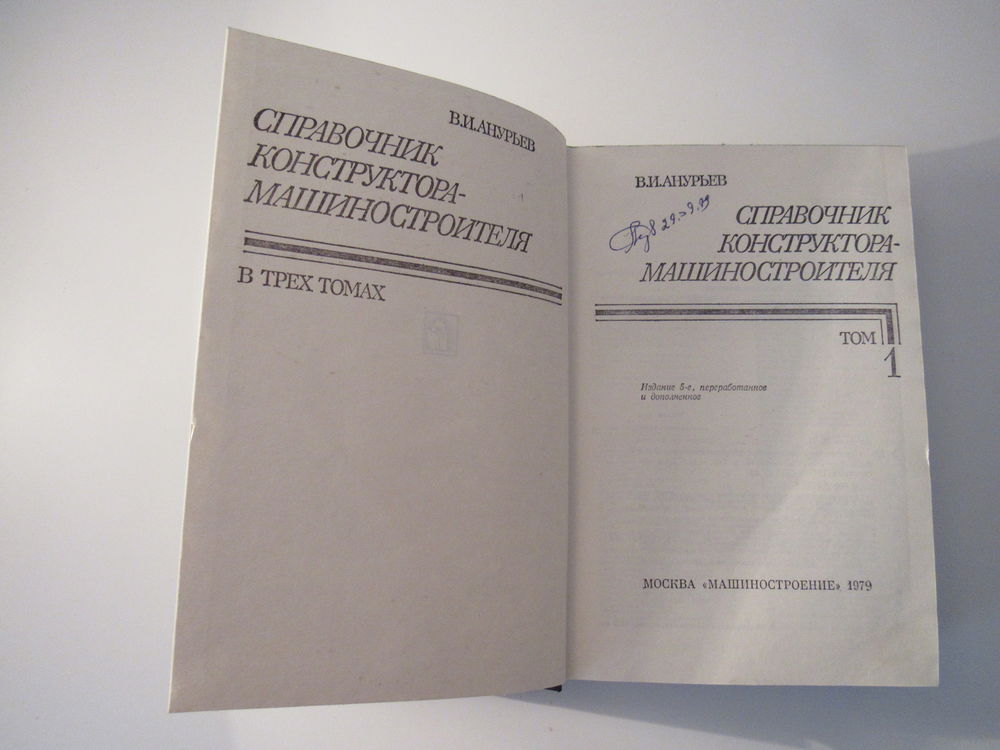 В.И.АНУРЬЕВ
СПРАВОЧНИК
КОНСТРУКТОРА-
МАШИНОСТРОИТЕЛЯ
В ТРЕХ ТОМАХ
В.И.АНУРЬЕВ
СПРАВОЧНИК
КОНСТРУКТОРА-
МАШИНОСТРОИТЕЛЯ
ТОМ
1
Издание 5-е, переработанное
и дополненное
МОСКВА «МАШИНОСТРОЕНИЕ» 1979